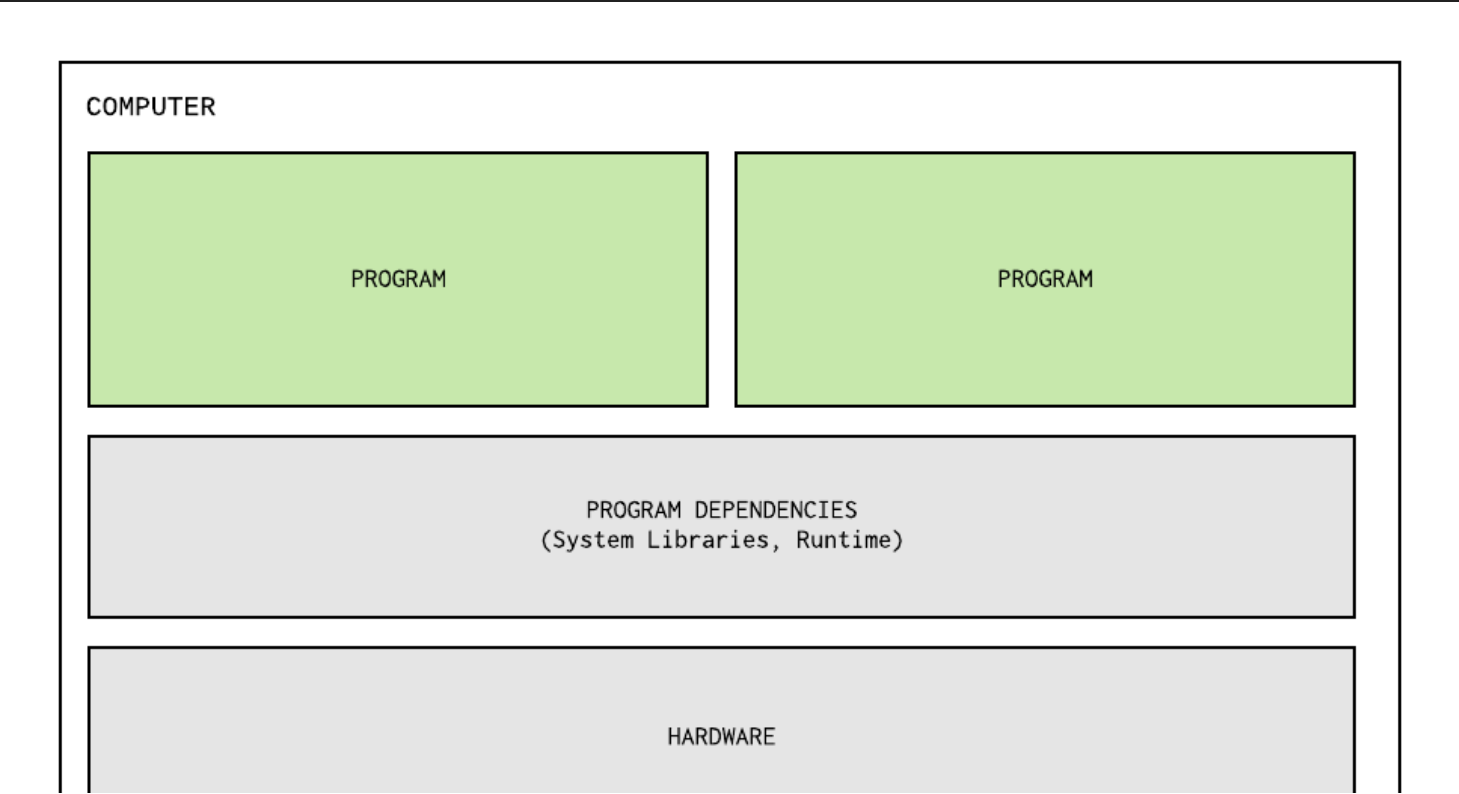 COMPUTER
PROGRAM
PROGRAM
PROGRAM DEPENDENCIES
(System Libraries, Runtime)
HARDWARE